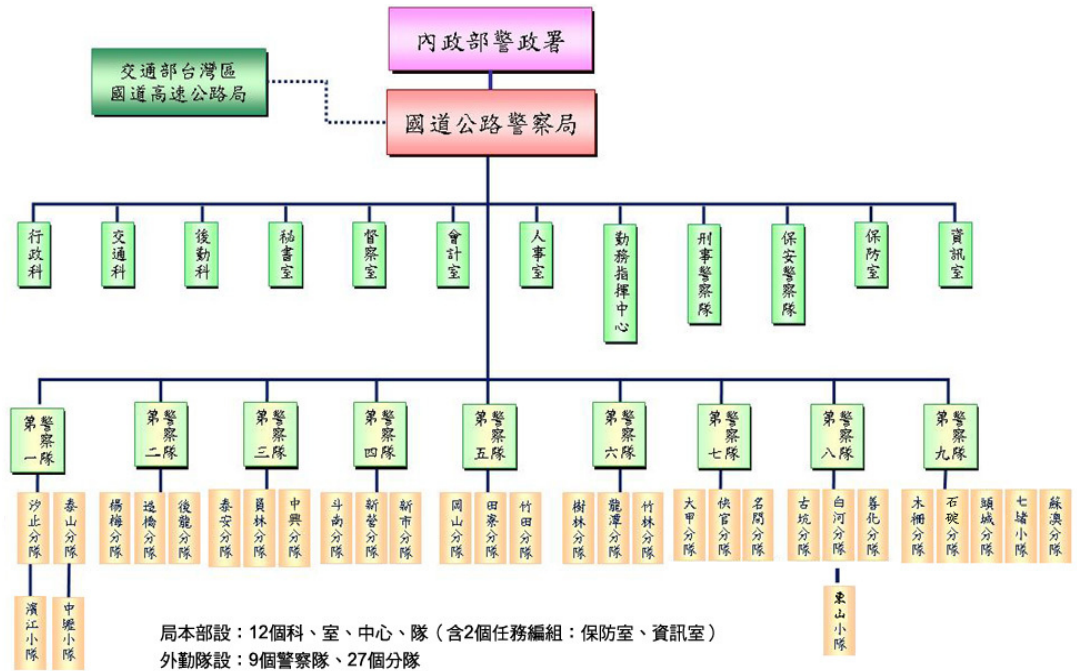 內政部警政署
交通部台灣區
國道高速公路局
國道公路警察局
行政科
交通科
後勤科
秘書室
督察室
會計室
人事室
勤務指揮中心
刑事警察隊
保安警察隊
保防室
資訊室
第一警察隊
第二警察隊
第三警察隊
第四警察隊
第五警察隊
第六警察隊
第七警察隊
第八警察隊
第九警察隊
汐止分隊
泰山分隊
楊梅分隊
造橋分隊
後龍分隊
泰安分隊
員林分隊
中興分隊
斗南分隊
新營分隊
新市分隊
岡山分隊
田寮分隊
竹田分隊
樹林分隊
龍潭分隊
竹林分隊
大甲分隊
快官分隊
名間分隊
古坑分隊
白河分隊
善化分隊
木柵分隊
石碇分隊
頭城分隊
七堵小隊
蘇澳分隊
濱江小隊
中壢小隊
東山小隊
局本部設：12個科、室、中心、隊（含2個任務編組：保防室、資訊室）
外勤隊設：9個警察隊、27個分隊